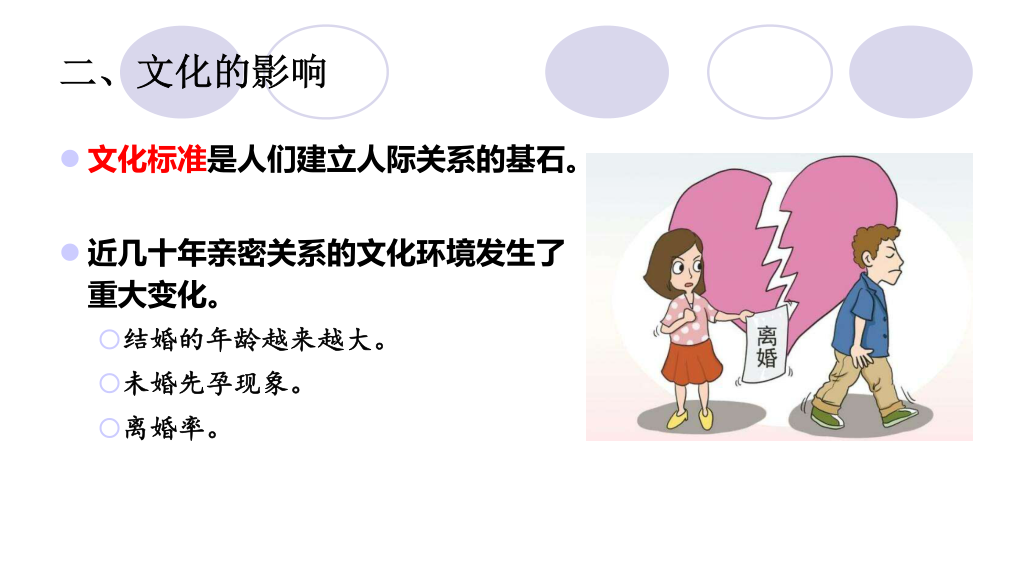 二、文化的影响
文化标准是人们建立人际关系的基石。
近几十年亲密关系的文化环境发生了
重大变化。
结婚的年龄越来越大。
未婚先孕现象。
离婚率。
离
婚